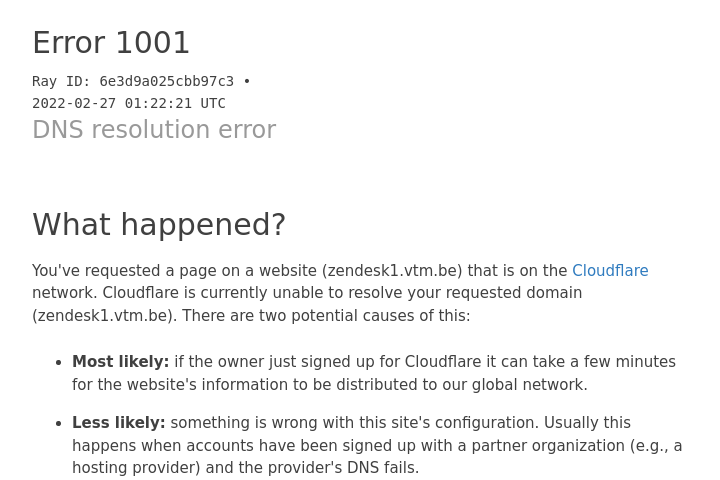 Error 1001
Ray ID: 6e3d9a025cbb97c3 •
2022-02-27 01:22:21 UTC
DNS resolution error
What happened?
You've requested a page on a website (zendesk1.vtm.be) that is on the Cloudflare
network. Cloudflare is currently unable to resolve your requested domain
(zendesk1.vtm.be). There are two potential causes of this:
• Most likely: if the owner just signed up for Cloudflare it can take a few minutes
for the website's information to be distributed to our global network.
• Less likely: something is wrong with this site's configuration. Usually this
happens when accounts have been signed up with a partner organization (e.g., a
hosting provider) and the provider's DNS fails.